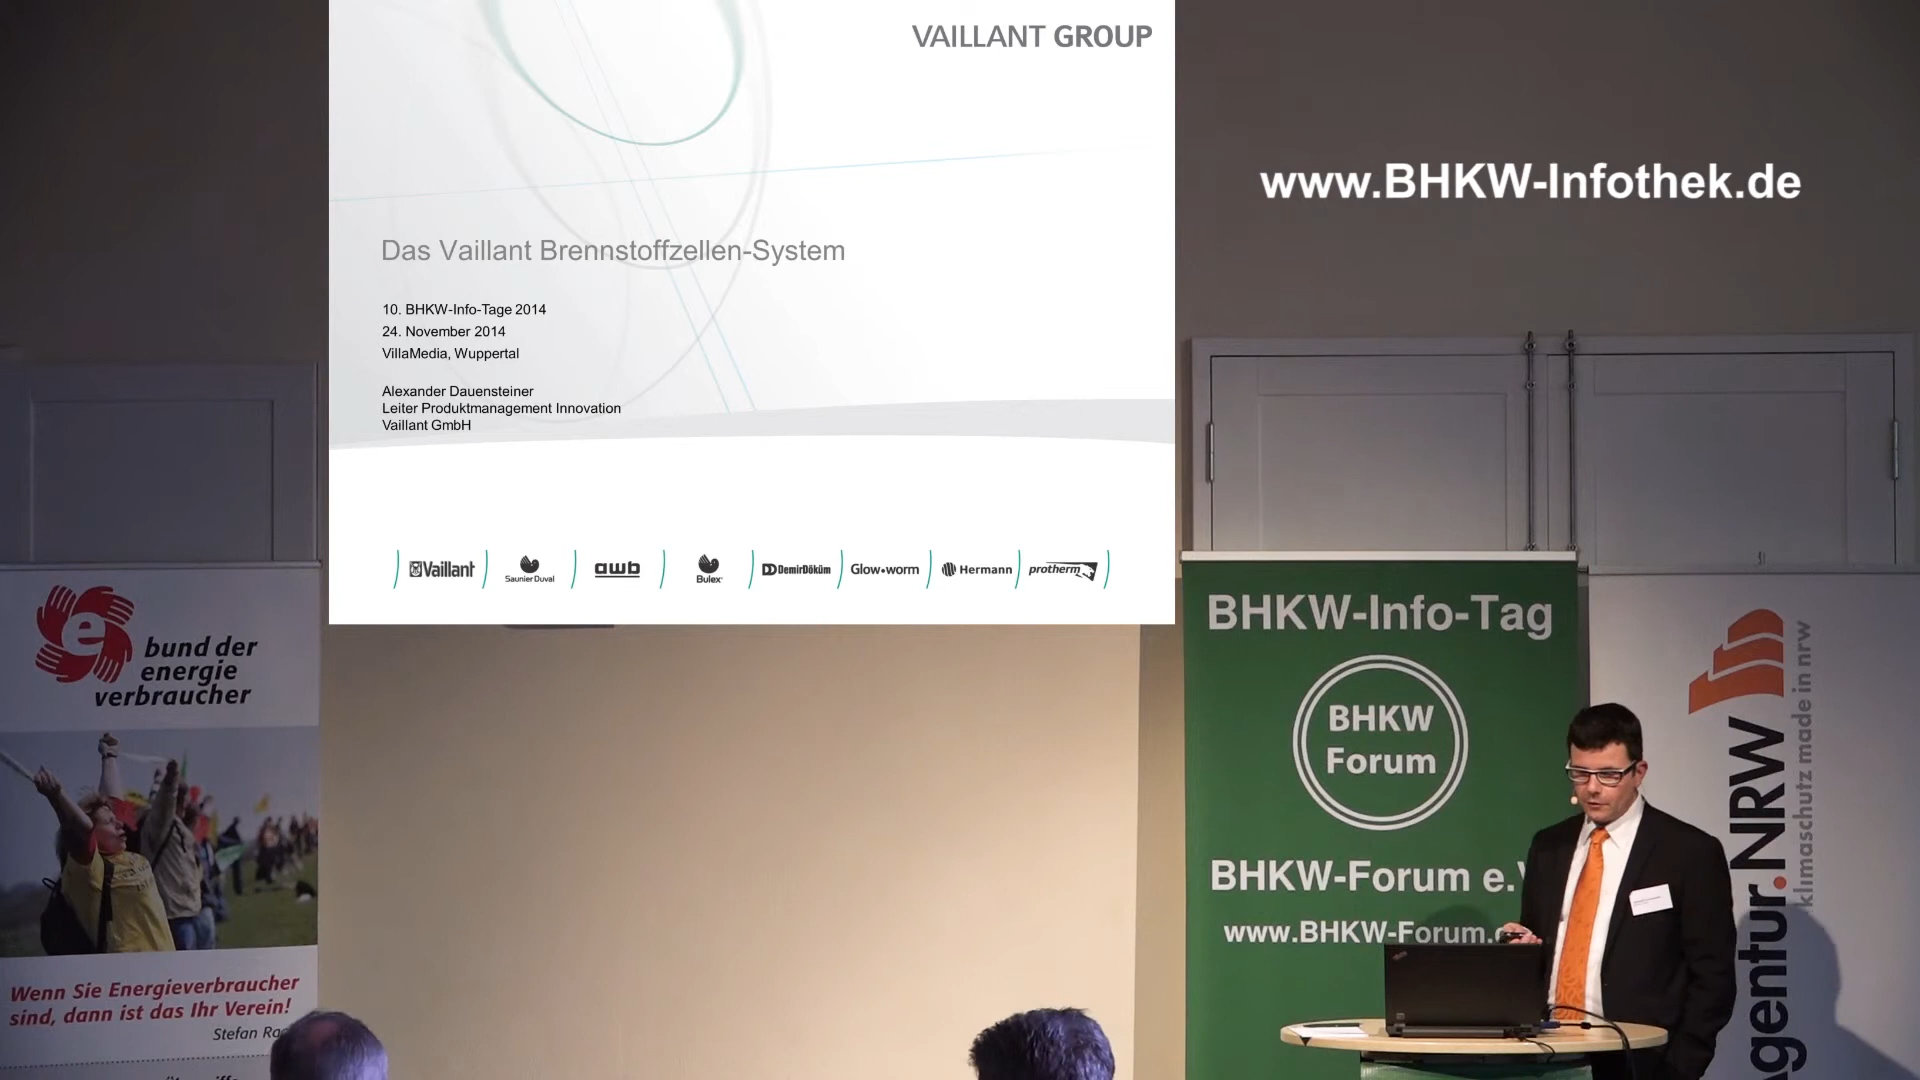 VAILLANT GROUP
www.BHKW-Infothek.de
Das Vaillant Brennstoffzellen-System
10. BHKW-Info-Tage 2014
24. November 2014
VillaMedia, Wuppertal
Alexander Dauensteiner
Leiter Produktmanagement Innovation
Vaillant GmbH
Vaillant
Saunier Duval
awb
Bulex
DemirDöküm
Glow•worm
Hermann
protherm
e
bund der
energie
verbraucher
Wenn Sie Energieverbraucher
sind, dann ist das Ihr Verein!
Stefan
BHKW-Info-Tag
BHKW
Forum
BHKW-Forum e.
www.BHKW-Forum.
gentur.NRW
klimaschutz made in nrw